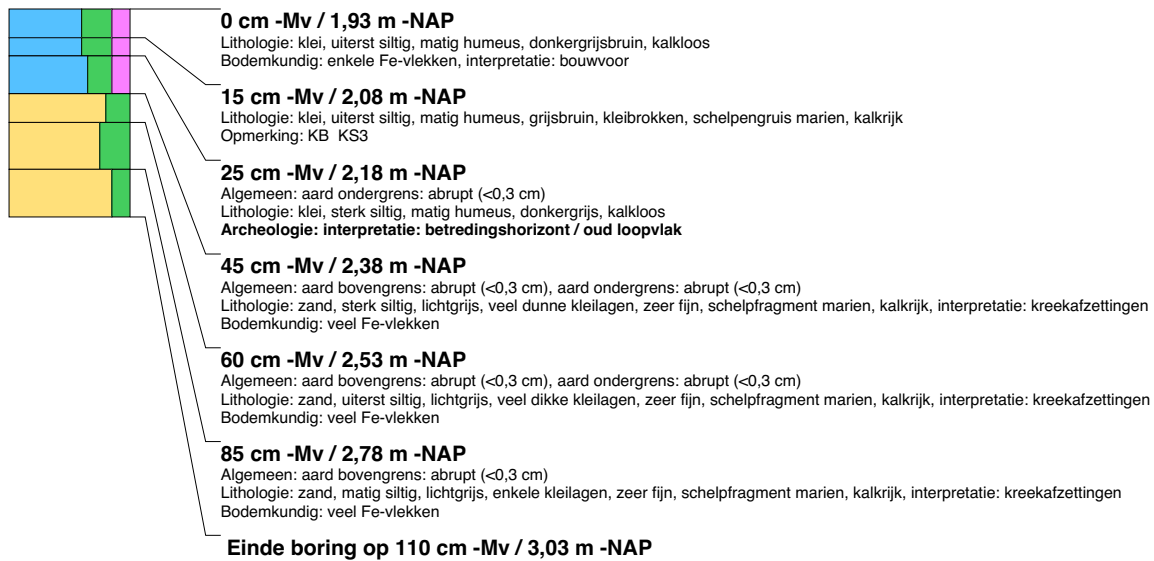 0 cm -Mv / 1,93 m -NAP
Lithologie: klei, uiterst siltig, matig humeus, donkergrijsbruin, kalkloos
Bodemkundig: enkele Fe-vlekken, interpretatie: bouwvoor
15 cm -Mv / 2,08 m -NAP
Lithologie: klei, uiterst siltig, matig humeus, grijsbruin, kleibrokken, schelpengruis marien, kalkrijk
Opmerking: KB KS3
25 cm -Mv / 2,18 m -NAP
Algemeen: aard ondergrens: abrupt (<0,3 cm)
Lithologie: klei, sterk siltig, matig humeus, donkergrijs, kalkloos
Archeologie: interpretatie: betredingshorizont / oud loopvlak
45 cm -Mv / 2,38 m -NAP
Algemeen: aard bovengrens: abrupt (<0,3 cm), aard ondergrens: abrupt (<0,3 cm)
Lithologie: zand, sterk siltig, lichtgrijs, veel dunne kleilagen, zeer fijn, schelpfragment marien, kalkrijk, interpretatie: kreekafzettingen
Bodemkundig: veel Fe-vlekken
60 cm -Mv / 2,53 m -NAP
Algemeen: aard bovengrens: abrupt (<0,3 cm), aard ondergrens: abrupt (<0,3 cm)
Lithologie: zand, uiterst siltig, lichtgrijs, veel dikke kleilagen, zeer fijn, schelpfragment marien, kalkrijk, interpretatie: kreekafzettingen
Bodemkundig: veel Fe-vlekken
85 cm -Mv / 2,78 m -NAP
Algemeen: aard bovengrens: abrupt (<0,3 cm)
Lithologie: zand, matig siltig, lichtgrijs, enkele kleilagen, zeer fijn, schelpfragment marien, kalkrijk, interpretatie: kreekafzettingen
Bodemkundig: veel Fe-vlekken
Einde boring op 110 cm -Mv / 3,03 m -NAP